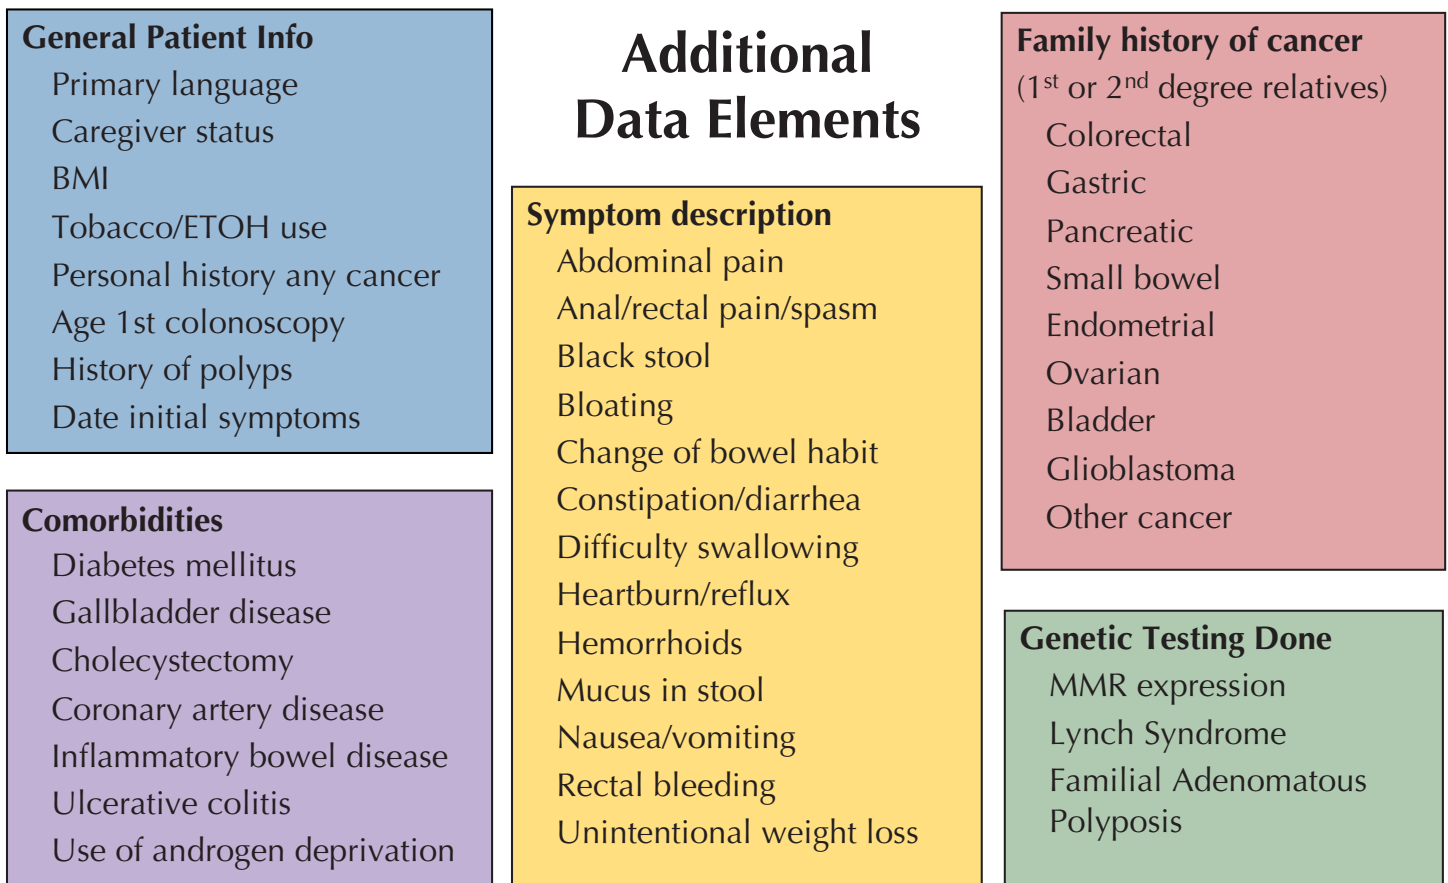 General Patient Info
Primary language
Caregiver status
BMI
Tobacco/ETOH use
Personal history any cancer
Age 1st colonoscopy
History of polyps
Date initial symptoms
Comorbidities
Diabetes mellitus
Gallbladder disease
Cholecystectomy
Coronary artery disease
Inflammatory bowel disease
Ulcerative colitis
Use of androgen deprivation
Additional
Data Elements
Symptom description
Abdominal pain
Anal/rectal pain/spasm
Black stool
Bloating
Change of bowel habit
Constipation/diarrhea
Difficulty swallowing
Heartburn/reflux
Hemorrhoids
Mucus in stool
Nausea/vomiting
Rectal bleeding
Unintentional weight loss
Family history of cancer
(1st or 2nd degree relatives)
Colorectal
Gastric
Pancreatic
Small bowel
Endometrial
Ovarian
Bladder
Glioblastoma
Other cancer
Genetic Testing Done
MMR expression
Lynch Syndrome
Familial Adenomatous
Polyposis